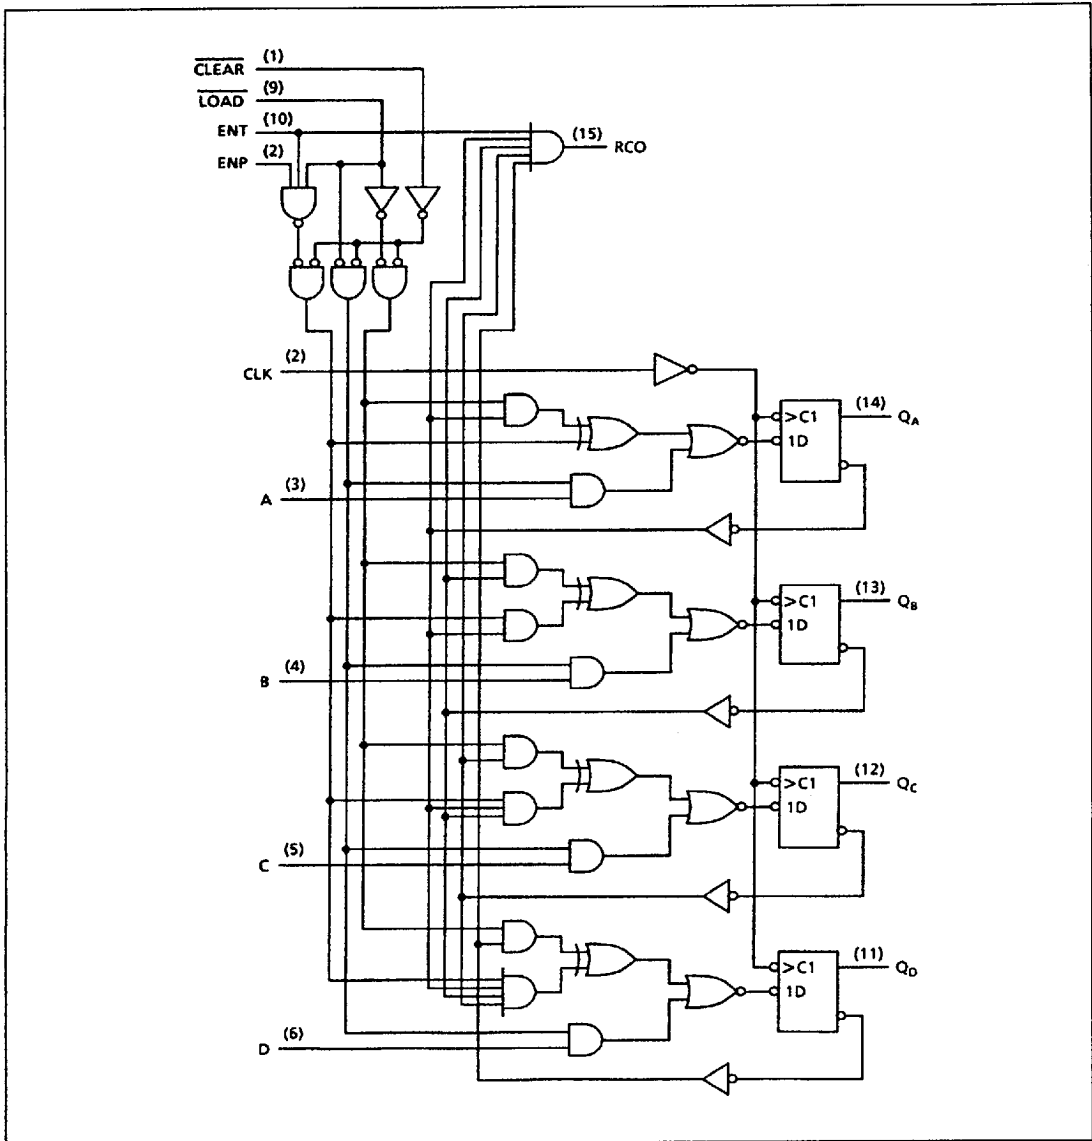 CLEAR (1)
LOAD (9)
ENT (10)
ENP (2)
(15) RCO
CLK (2)
>C1 (14) QA
1D
A (3)
>C1 (13) QB
1D
B (4)
>C1 (12) QC
1D
C (5)
>C1 (11) QD
1D
D (6)